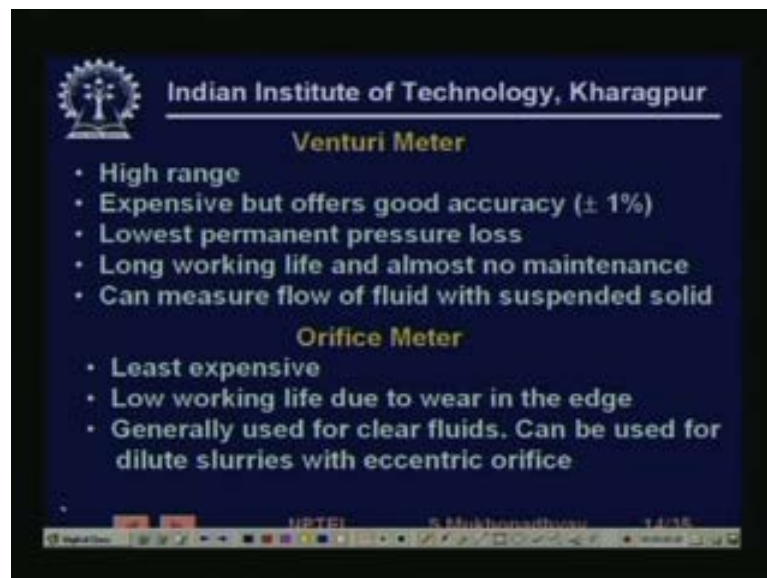 Indian Institute of Technology, Kharagpur
Venturi Meter
• High range
• Expensive but offers good accuracy (± 1%)
• Lowest permanent pressure loss
• Long working life and almost no maintenance
• Can measure flow of fluid with suspended solid
Orifice Meter
• Least expensive
• Low working life due to wear in the edge
• Generally used for clear fluids. Can be used for
dilute slurries with eccentric orifice
NPTEL S.Mukhopadhyay 14/35